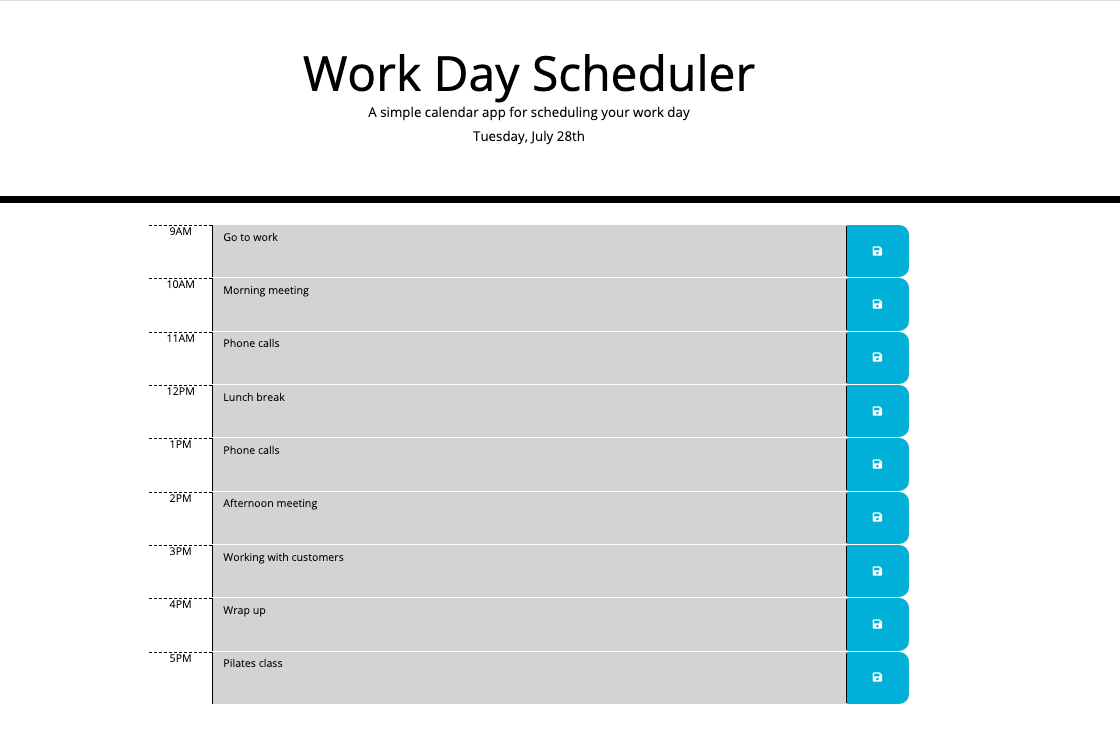 Work Day Scheduler
A simple calendar app for scheduling your work day
Tuesday, July 28th
9AM Go to work
10AM Morning meeting
11AM Phone calls
12PM Lunch break
1PM Phone calls
2PM Afternoon meeting
3PM Working with customers
4PM Wrap up
5PM Pilates class